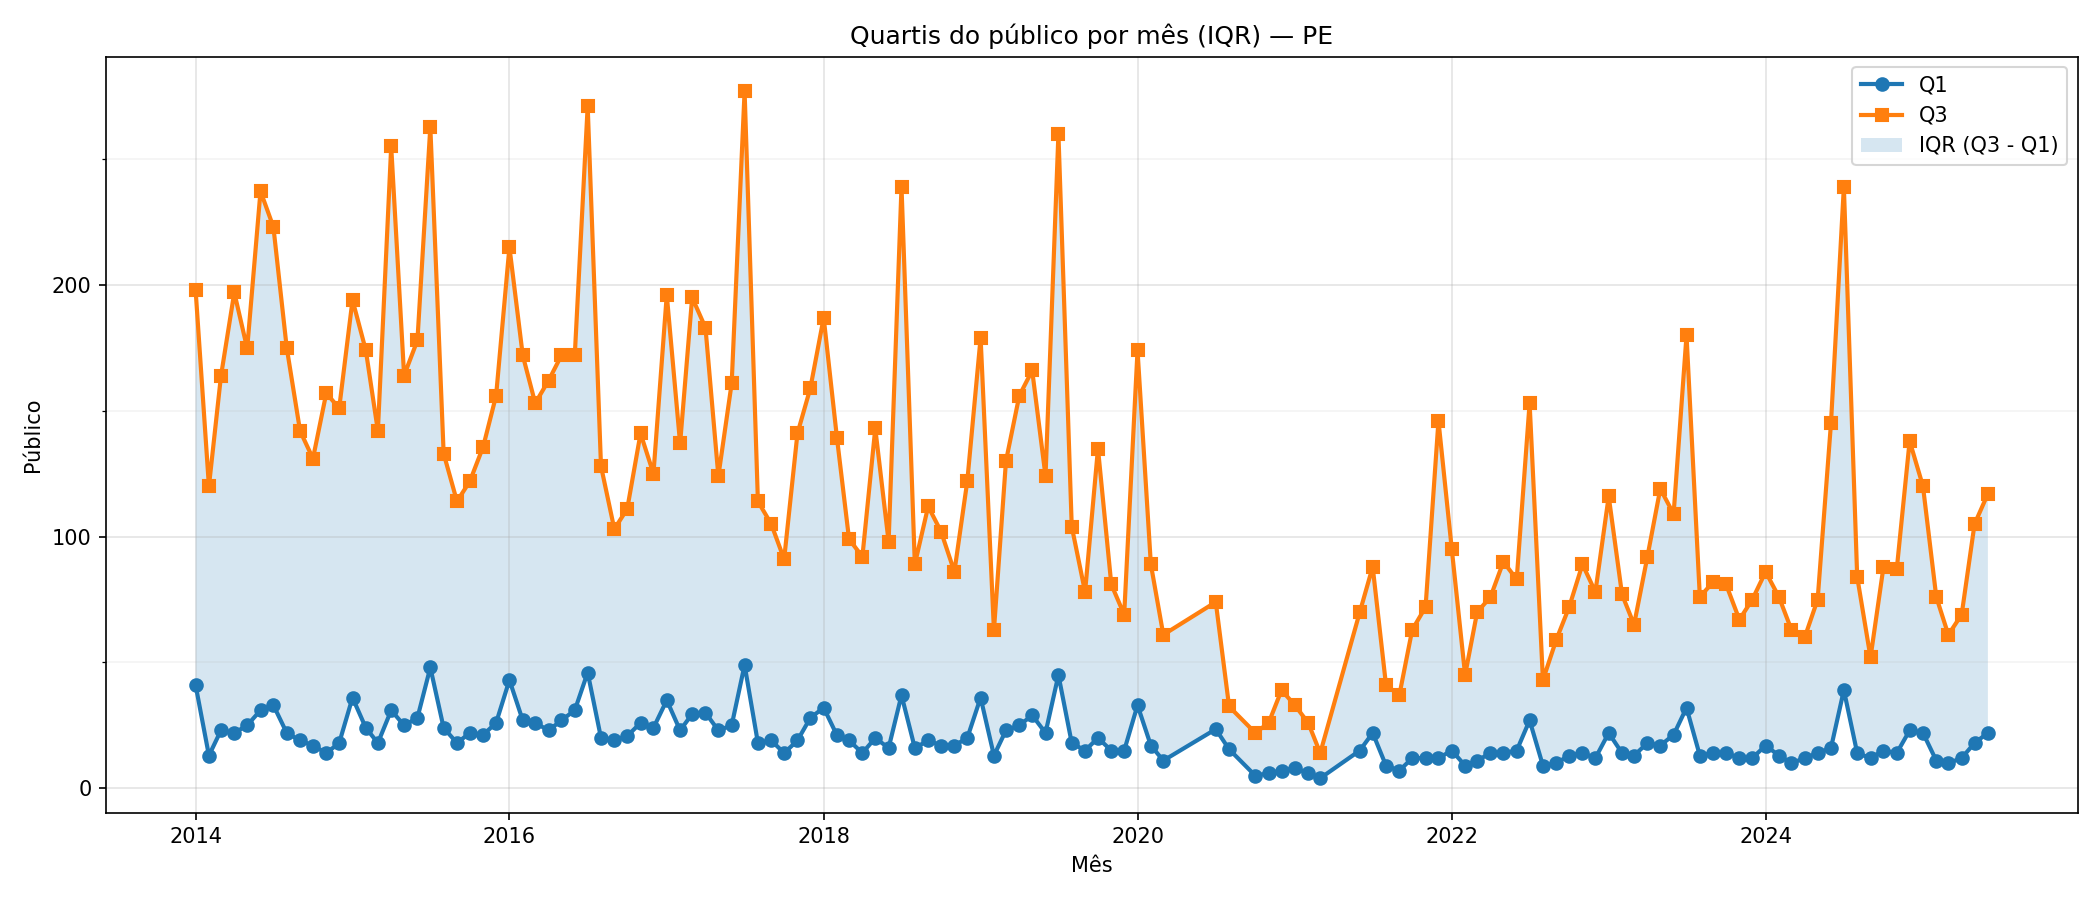 Quartis do público por mês (IQR) — PE
Q1
Q3
IQR (Q3 - Q1)
Público
200
100
0
2014
2016
2018
2020
2022
2024
Mês